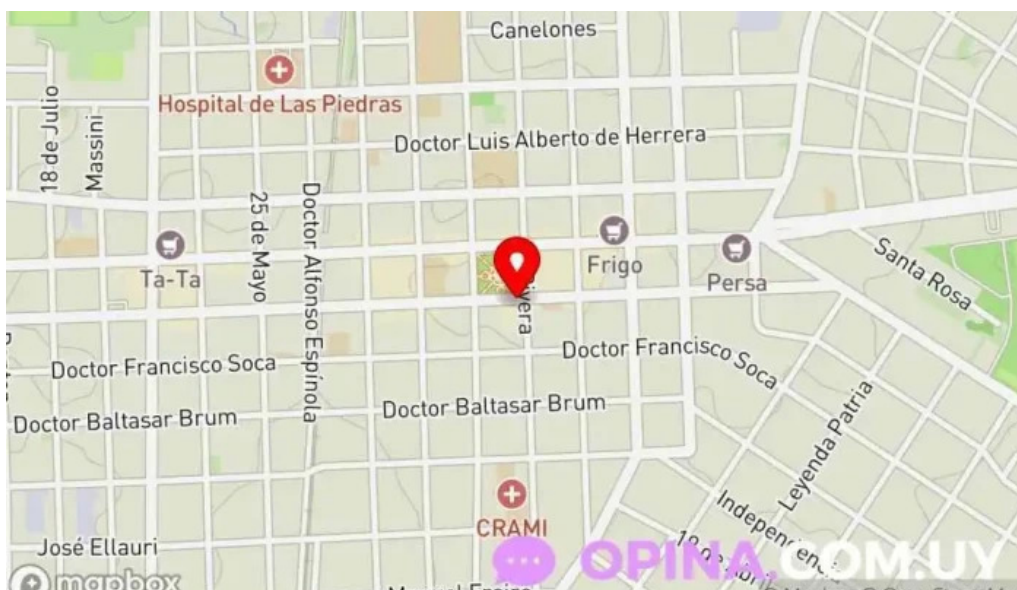 Canelones
Hospital de Las Piedras
Doctor Luis Alberto de Herrera
18 de Julio
Massini
25 de Mayo
Doctor Alfonso Espínola
Ta-Ta
Frigo
Persa
Santa Rosa
Doctor Francisco Soca
Doctor Francisco Soca
Doctor Baltasar Brum
Doctor Baltasar Brum
Leyenda Patria
CRAMI
Independencia
José Ellauri
OPINA.COM.UY
mapbox